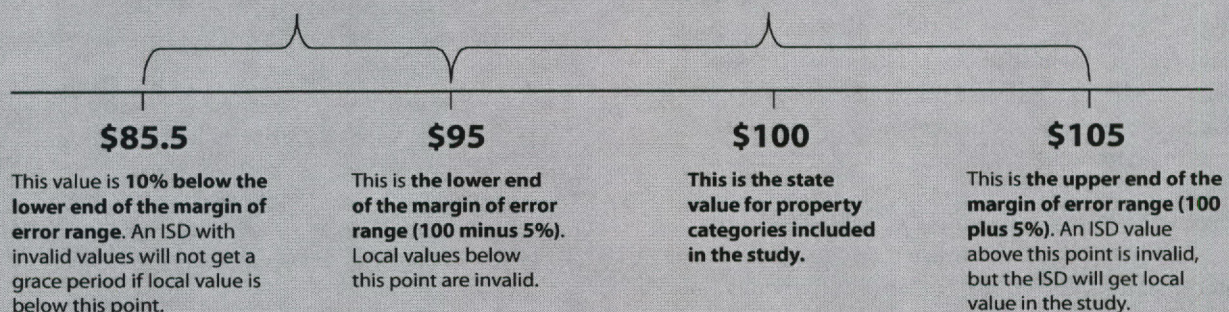 $85.5
This value is 10% below the
lower end of the margin of
error range. An ISD with
invalid values will not get a
grace period if local value is
below this point.
$95
This is the lower end
of the margin of error
range (100 minus 5%).
Local values below
this point are invalid.
$100
This is the state
value for property
categories included
in the study.
$105
This is the upper end of the
margin of error range (100
plus 5%). An ISD value
above this point is invalid,
but the ISD will get local
value in the study.